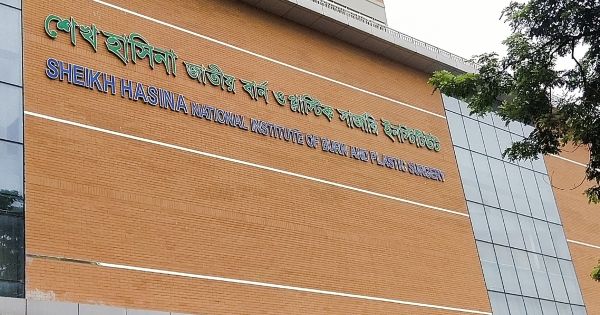 শেখ হাসিনা জাতীয় বার্ন ও প্লাস্টিক সার্জারি ইনস্টিটিউট
SHEIKH HASINA NATIONAL INSTITUTE OF BURN AND PLASTIC SURGERY